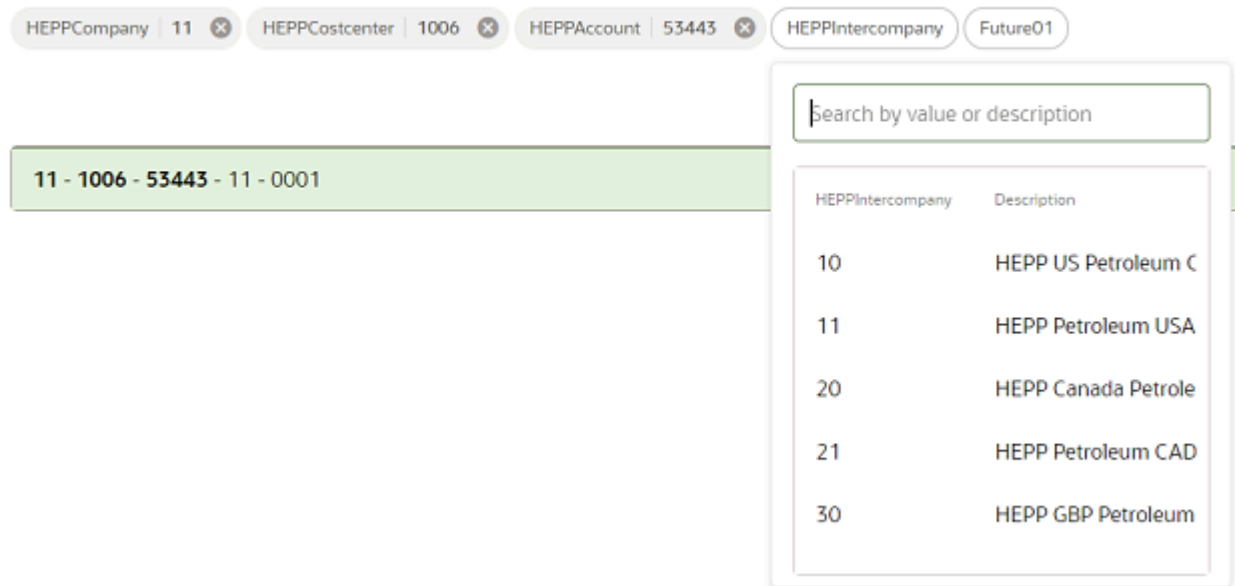 HEPPCompany 11 HEPPCostcenter 1006 HEPPAccount 53443 HEPPIntercompany Future01
Search by value or description
11 - 1006 - 53443 - 11 - 0001
HEPPIntercompany Description
10 HEPP US Petroleum C
11 HEPP Petroleum USA
20 HEPP Canada Petrole
21 HEPP Petroleum CAD
30 HEPP GBP Petroleum